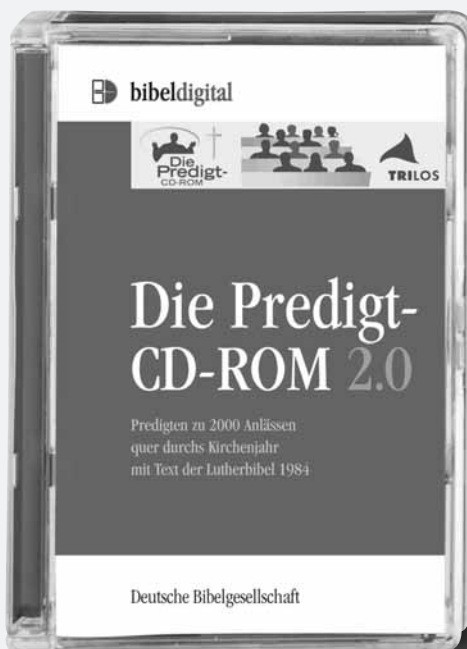 bibeldigital
Die
Predigt-
CD-ROM
TRILOS
Die Predigt-
CD-ROM 2.0
Predigten zu 2000 Anlässen
quer durchs Kirchenjahr
mit Text der Lutherbibel 1984
Deutsche Bibelgesellschaft